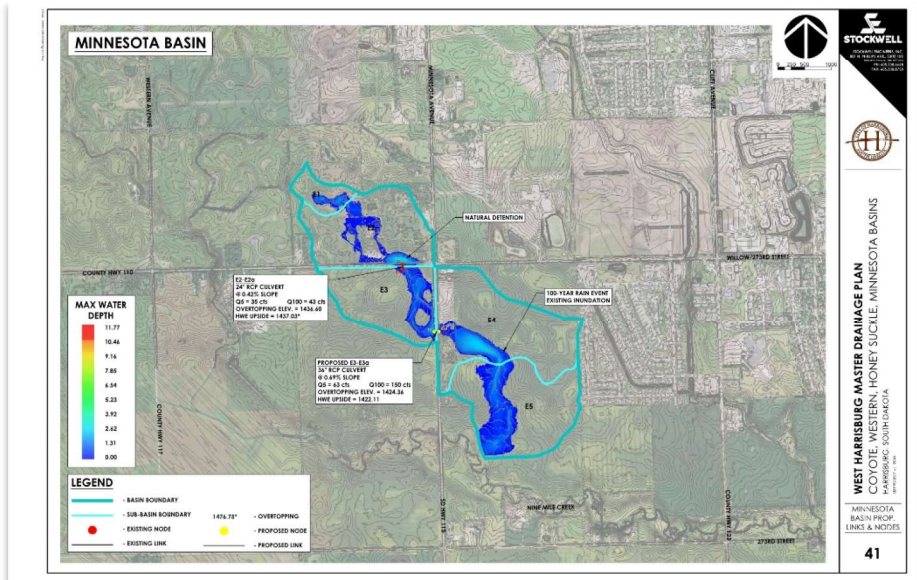 MINNESOTA BASIN
0 250 500 1000
STOCKWELL
WESTERN AVENUE
MINNESOTA AVENUE
CLIFF AVENUE
E1
E2
NATURAL DETENTION
WILLOW/273RD STREET
COUNTY HWY 110
E2-E2a
24" RCP CULVERT
@ 0.42% SLOPE
Q5 = 35 cfs Q100 = 43 cfs
OVERTOPPING ELEV. = 1436.60
HWE UPSIDE = 1437.03*
E3
100-YEAR RAIN EVENT
EXISTING INUNDATION
E4
MAX WATER
DEPTH
11.77
10.46
9.16
7.85
6.54
5.23
3.92
2.62
1.31
0.00
PROPOSED E3-E3a
36" RCP CULVERT
@ 0.69% SLOPE
Q5 = 63 cfs Q100 = 150 cfs
OVERTOPPING ELEV. = 1424.36
HWE UPSIDE = 1422.11
E5
COUNTY HWY 117
SD HWY 115
COUNTY HWY 133
NINE MILE CREEK
273RD STREET
LEGEND
- BASIN BOUNDARY
- SUB-BASIN BOUNDARY 1476.75* - OVERTOPPING
- EXISTING NODE - PROPOSED NODE
- EXISTING LINK - PROPOSED LINK
H
WEST HARRISBURG MASTER DRAINAGE PLAN
COYOTE, WESTERN, HONEY SUCKLE, MINNESOTA BASINS
HARRISBURG, SOUTH DAKOTA
MINNESOTA
BASIN PROP.
LINKS & NODES
41